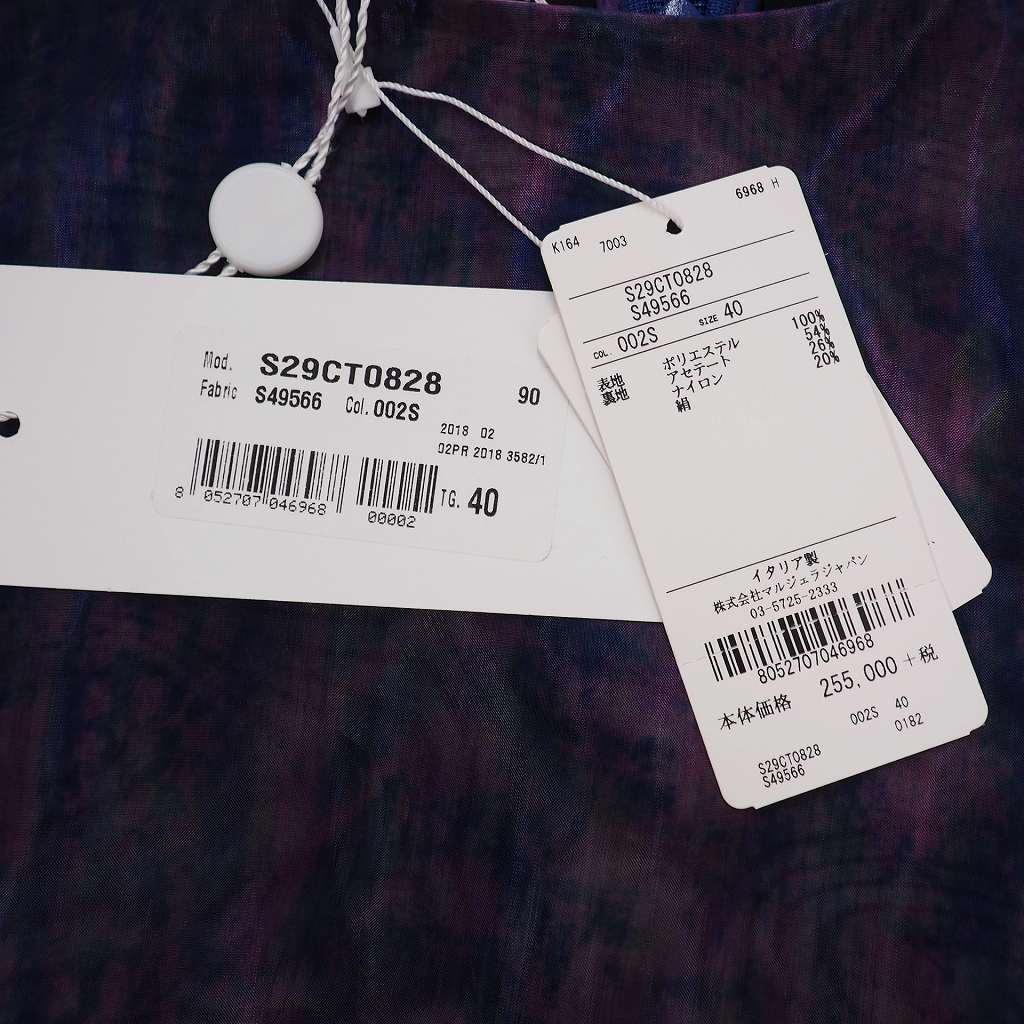 Mod. S29CT0828 90
Fabric S49566 Col. 002S
2018 02
02PR 2018 3582/1
8 052707 046968 00002 TG. 40
6968 H
K164 7003
S29CT0828
S49566
COL. 002S SIZE 40
表地 ポリエステル 100%
裏地 アセテート 54%
ナイロン 26%
絹 20%
イタリア製
株式会社マルジェラジャパン
03-5725-2333
8052707046968
本体価格 255,000+税
002S 40
0182
S29CT0828
S49566